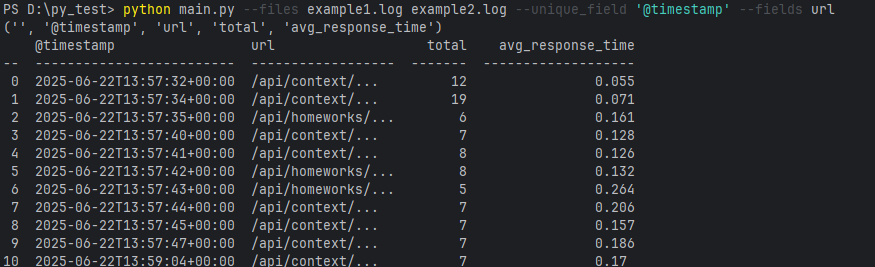 PS D:\py_test> python main.py --files example1.log example2.log --unique_field '@timestamp' --fields url
('', '@timestamp', 'url', 'total', 'avg_response_time')
    @timestamp                 url                  total    avg_response_time
--  -------------------------  -----------------  -------  -------------------
 0  2025-06-22T13:57:32+00:00  /api/context/...        12                0.055
 1  2025-06-22T13:57:34+00:00  /api/context/...        19                0.071
 2  2025-06-22T13:57:35+00:00  /api/homeworks/...       6                0.161
 3  2025-06-22T13:57:40+00:00  /api/context/...         7                0.128
 4  2025-06-22T13:57:41+00:00  /api/context/...         8                0.126
 5  2025-06-22T13:57:42+00:00  /api/homeworks/...       8                0.132
 6  2025-06-22T13:57:43+00:00  /api/homeworks/...       5                0.264
 7  2025-06-22T13:57:44+00:00  /api/context/...         7                0.206
 8  2025-06-22T13:57:45+00:00  /api/context/...         7                0.157
 9  2025-06-22T13:57:47+00:00  /api/context/...         7                0.186
10  2025-06-22T13:59:04+00:00  /api/context/...         7                0.17